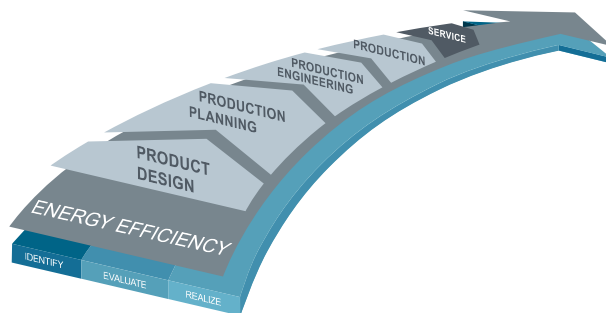 SERVICE
PRODUCTION
PRODUCTION
ENGINEERING
PRODUCTION
PLANNING
PRODUCT
DESIGN
ENERGY EFFICIENCY
IDENTIFY
EVALUATE
REALIZE